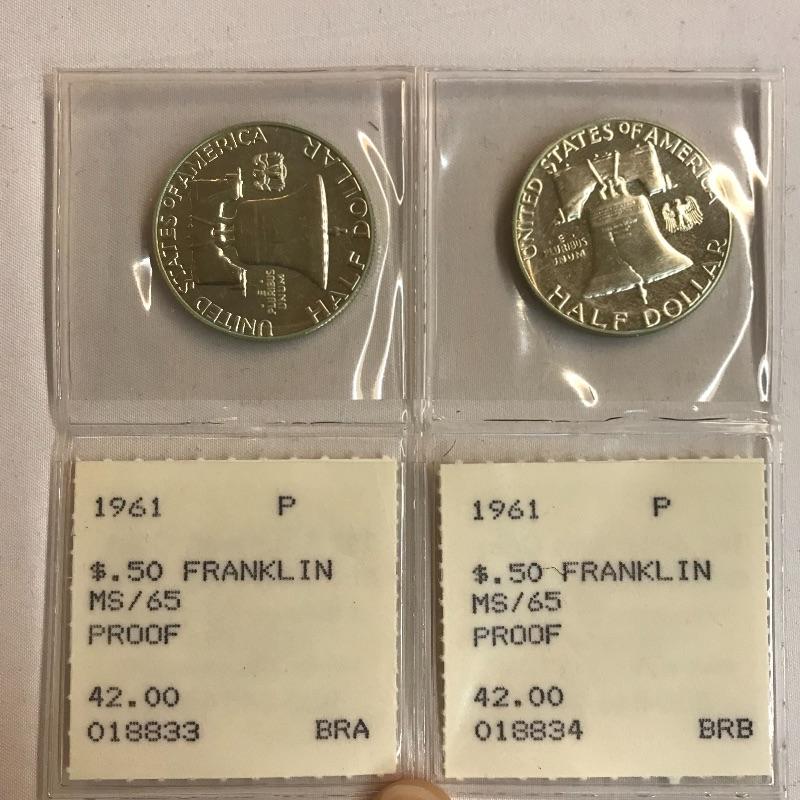 UNITED STATES OF AMERICA
E
PLURIBUS
UNUM
HALF DOLLAR
UNITED STATES OF AMERICA
E
PLURIBUS
UNUM
HALF DOLLAR
1961 P
$.50 FRANKLIN
MS/65
PROOF
42.00
018833 BRA
1961 P
$.50 FRANKLIN
MS/65
PROOF
42.00
018834 BRB